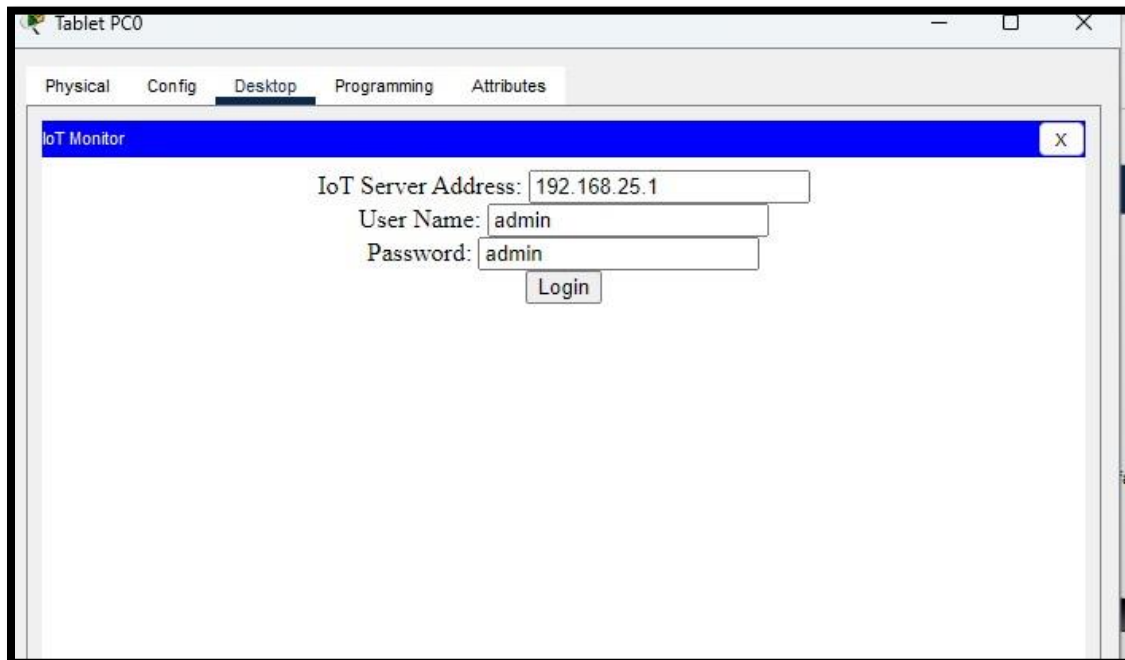 Tablet PC0
Physical Config Desktop Programming Attributes
IoT Monitor X
IoT Server Address: 192.168.25.1
User Name: admin
Password: admin
Login